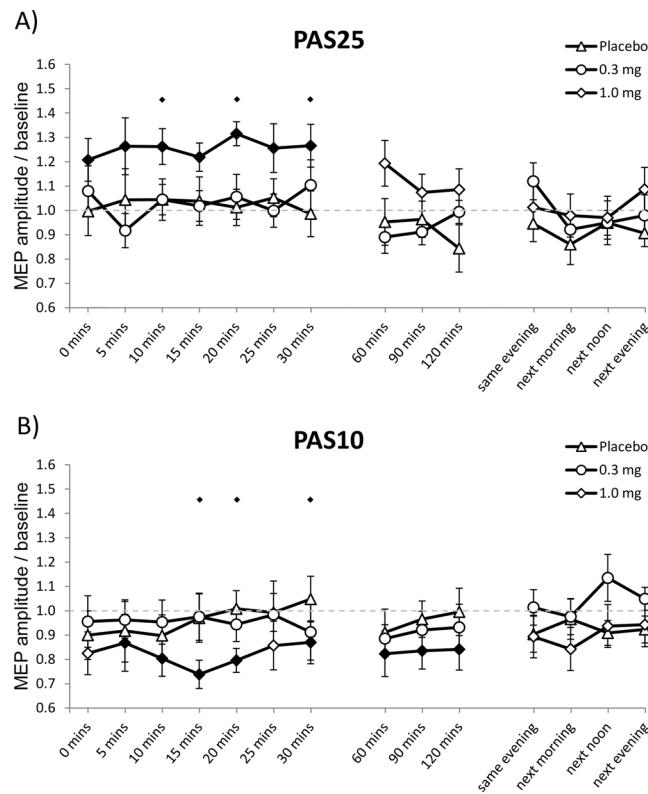 A)
PAS25
Placebo
0.3 mg
1.0 mg
MEP amplitude / baseline
1.6
1.5
1.4
1.3
1.2
1.1
1.0
0.9
0.8
0.7
0.6
0 mins
5 mins
10 mins
15 mins
20 mins
25 mins
30 mins
60 mins
90 mins
120 mins
same evening
next morning
next noon
next evening
B)
PAS10
Placebo
0.3 mg
1.0 mg
MEP amplitude / baseline
1.6
1.5
1.4
1.3
1.2
1.1
1.0
0.9
0.8
0.7
0.6
0 mins
5 mins
10 mins
15 mins
20 mins
25 mins
30 mins
60 mins
90 mins
120 mins
same evening
next morning
next noon
next evening